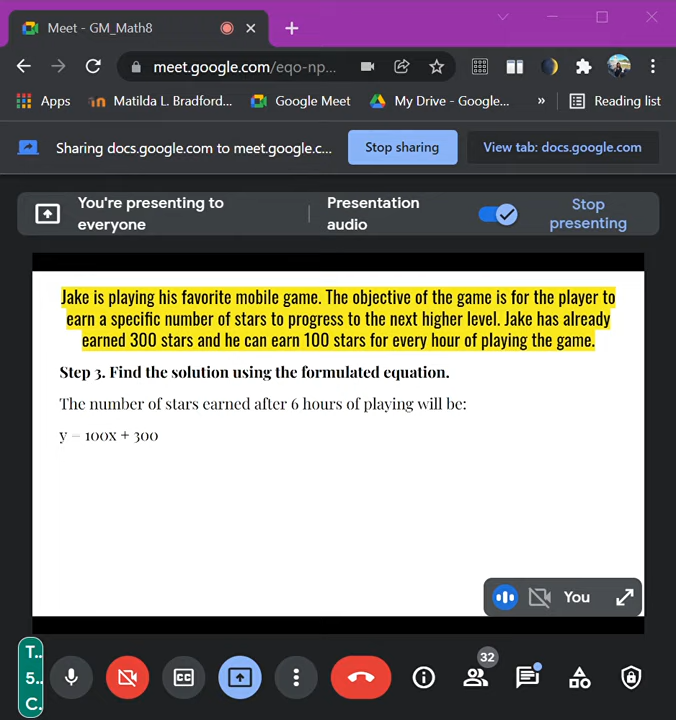 Meet - GM_Math8
meet.google.com/eqo-np...
Apps
Matilda L. Bradford...
Google Meet
My Drive - Google...
»
Reading list
Sharing docs.google.com to meet.google.c...
Stop sharing
View tab: docs.google.com
You're presenting to
everyone
Presentation
audio
Stop
presenting
Jake is playing his favorite mobile game. The objective of the game is for the player to
earn a specific number of stars to progress to the next higher level. Jake has already
earned 300 stars and he can earn 100 stars for every hour of playing the game.
Step 3. Find the solution using the formulated equation.
The number of stars earned after 6 hours of playing will be:
y = 100x + 300
You
T..
5..
C.
CC
32